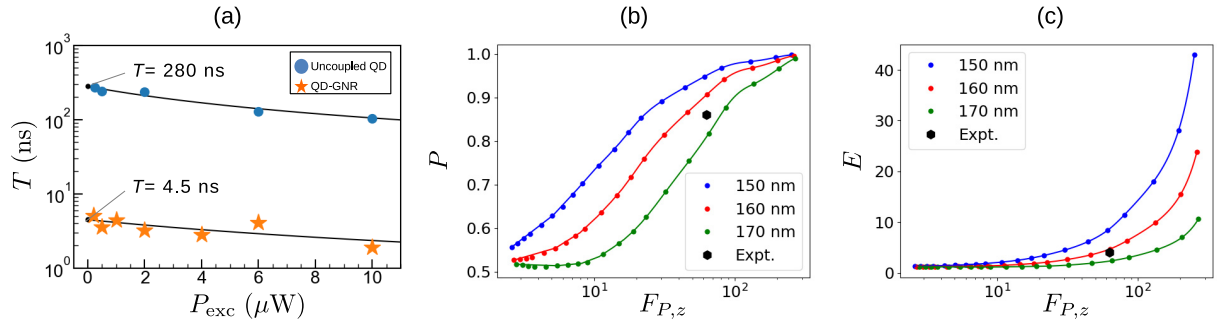 (a)
T (ns)
10³
10²
10¹
10⁰
T= 280 ns
T= 4.5 ns
Uncoupled QD
QD-GNR
0 2 4 6 8 10
P_exc (μW)
(b)
P
1.0
0.9
0.8
0.7
0.6
0.5
150 nm
160 nm
170 nm
Expt.
10¹ 10²
F_{P,z}
(c)
E
40
30
20
10
0
150 nm
160 nm
170 nm
Expt.
10¹ 10²
F_{P,z}